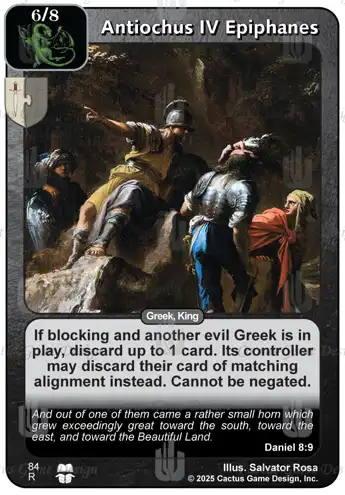 6/8
Antiochus IV Epiphanes
Greek, King
If blocking and another evil Greek is in
play, discard up to 1 card. Its controller
may discard their card of matching
alignment instead. Cannot be negated.
And out of one of them came a rather small horn which
grew exceedingly great toward the south, toward the
east, and toward the Beautiful Land.
Daniel 8:9
84
R
Illus. Salvator Rosa
© 2025 Cactus Game Design, Inc.